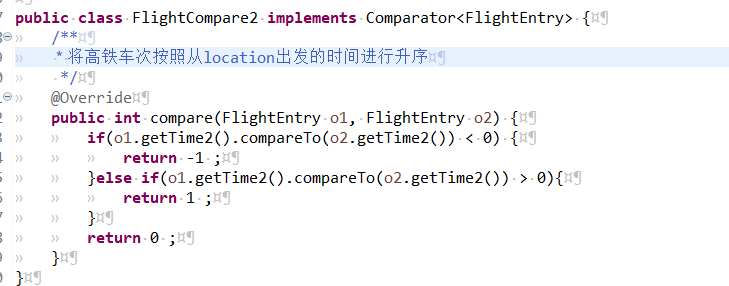 public class FlightCompare2 implements Comparator<FlightEntry> {
/**
* 将高铁车次按照从location出发的时间进行升序
*/
@Override
public int compare(FlightEntry o1, FlightEntry o2) {
if(o1.getTime2().compareTo(o2.getTime2()) < 0) {
return -1 ;
}else if(o1.getTime2().compareTo(o2.getTime2()) > 0){
return 1 ;
}
return 0 ;
}
}